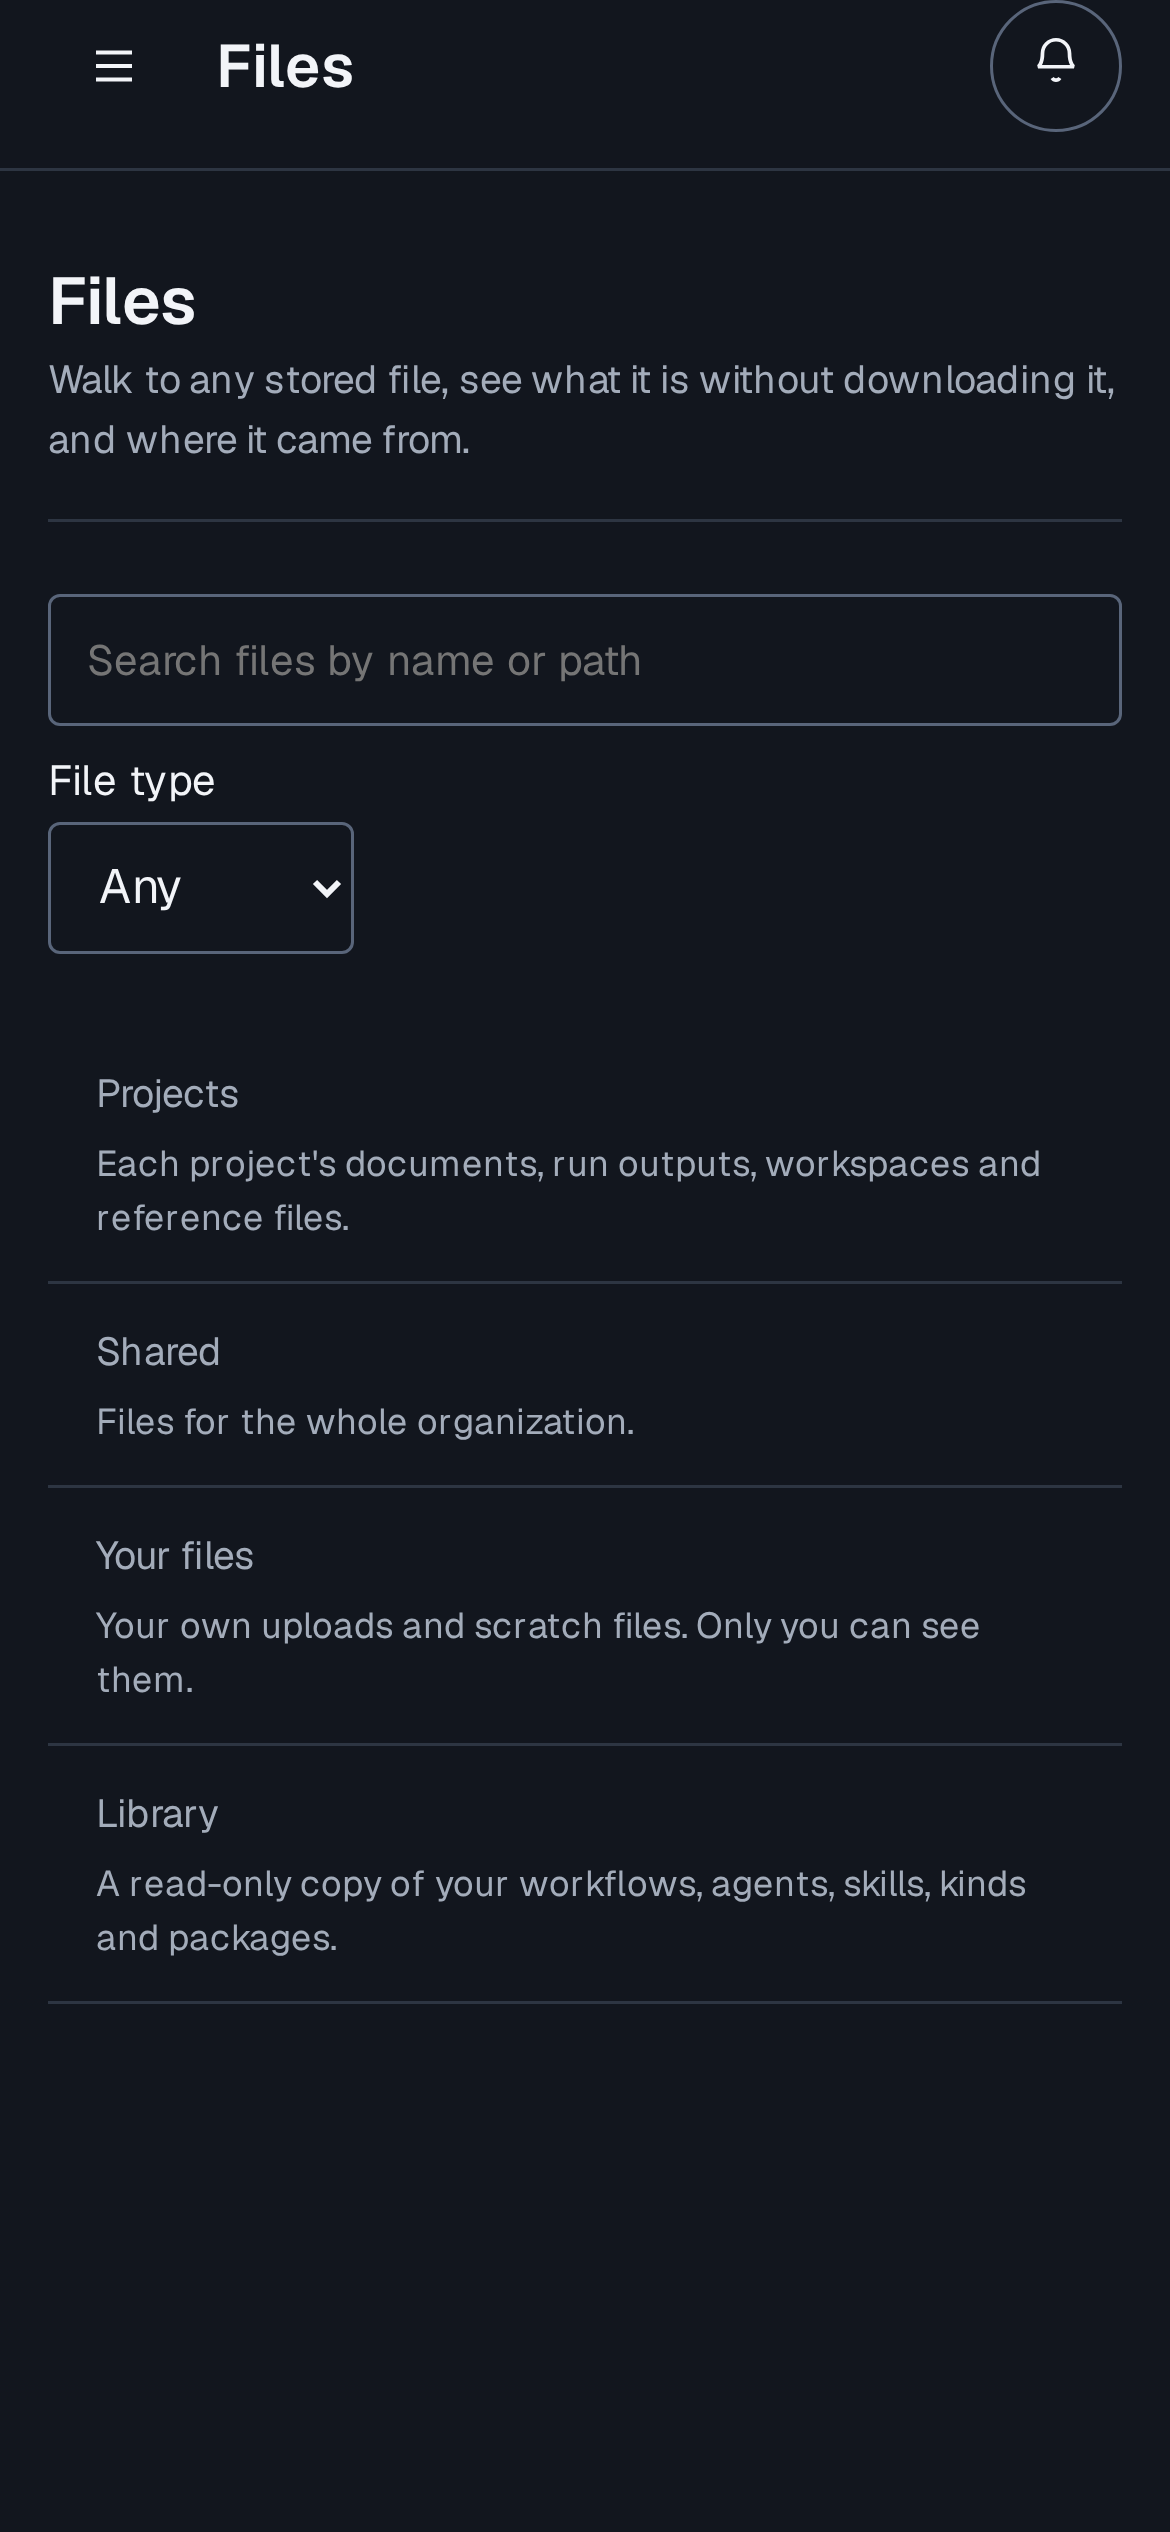 Files
Files
Walk to any stored file, see what it is without downloading it,
and where it came from.
Search files by name or path
File type
Any
Projects
Each project's documents, run outputs, workspaces and
reference files.
Shared
Files for the whole organization.
Your files
Your own uploads and scratch files. Only you can see
them.
Library
A read-only copy of your workflows, agents, skills, kinds
and packages.